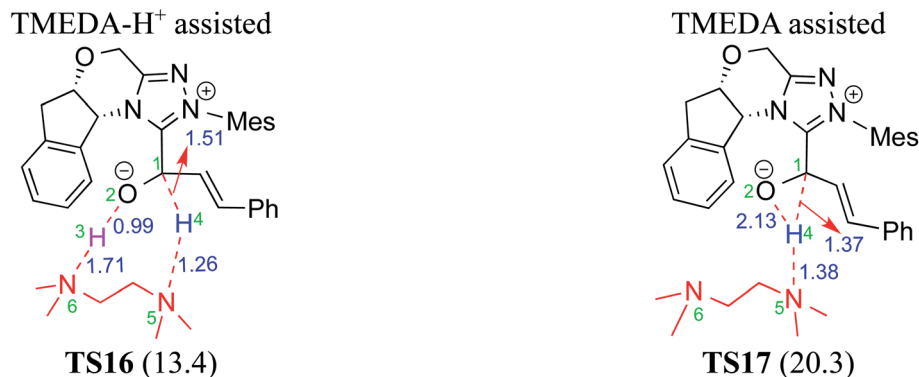 TMEDA-H⁺ assisted
O
N
N
⊕
N
Mes
1.51
⊖
1
2
O
3
H
0.99
H
4
Ph
1.71
1.26
N
6
N
5
TS16 (13.4)
TMEDA assisted
O
N
N
⊕
N
Mes
⊖
1
2
O
2.13
H
4
Ph
1.37
1.38
N
6
N
5
TS17 (20.3)